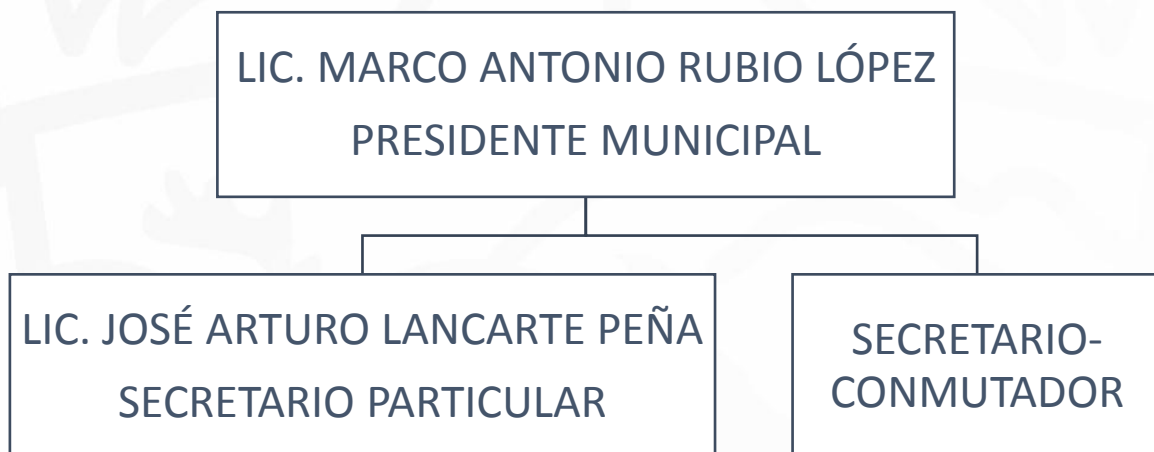 LIC. MARCO ANTONIO RUBIO LÓPEZ
PRESIDENTE MUNICIPAL
LIC. JOSÉ ARTURO LANCARTE PEÑA
SECRETARIO PARTICULAR
SECRETARIO-
CONMUTADOR